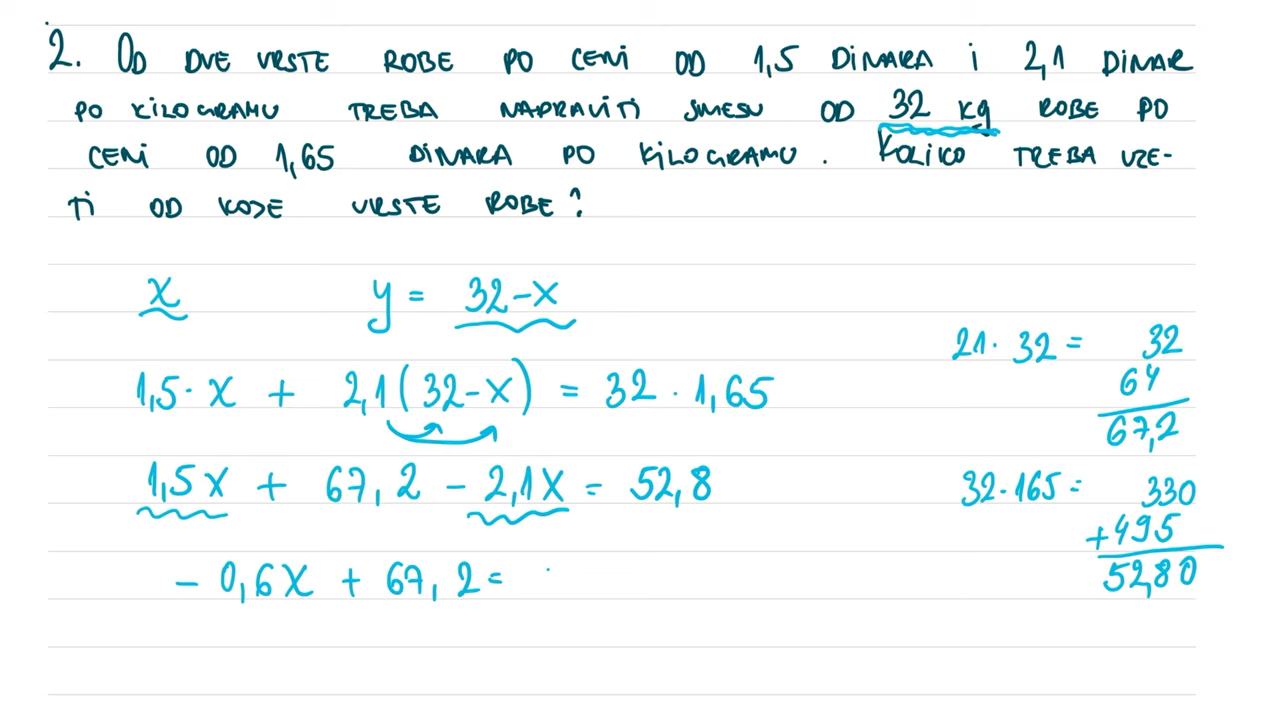 2. OD DVE VRSTE ROBE PO CENI OD 1,5 DINARA I 2,1 DINAR
PO KILOGRAMU TREBA NAPRAVITI SMESU OD 32 kg ROBE PO
CENI OD 1,65 DINARA PO KILOGRAMU. KOLIKO TREBA UZE-
TI OD KOJE VRSTE ROBE?
x y = 32-x
1,5·x + 2,1(32-x) = 32·1,65
1,5x + 67,2 - 2,1x = 52,8
- 0,6x + 67,2 =
21·32 = 32
64
67,2
32·165 = 330
+495
52,80